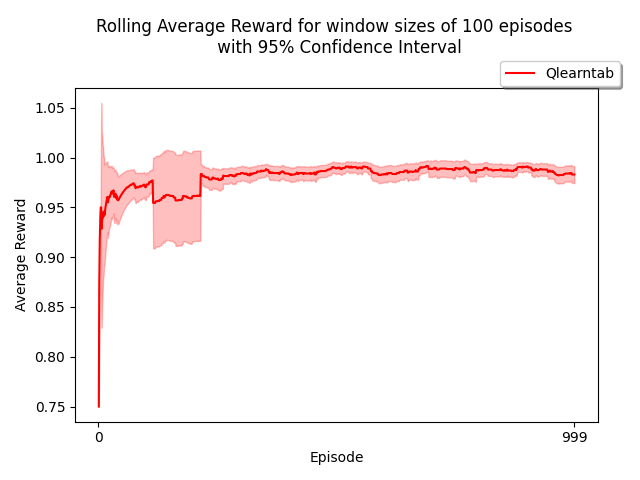 Rolling Average Reward for window sizes of 100 episodes
with 95% Confidence Interval
Qlearntab
1.05
1.00
0.95
0.90
0.85
0.80
0.75
Average Reward
0
999
Episode